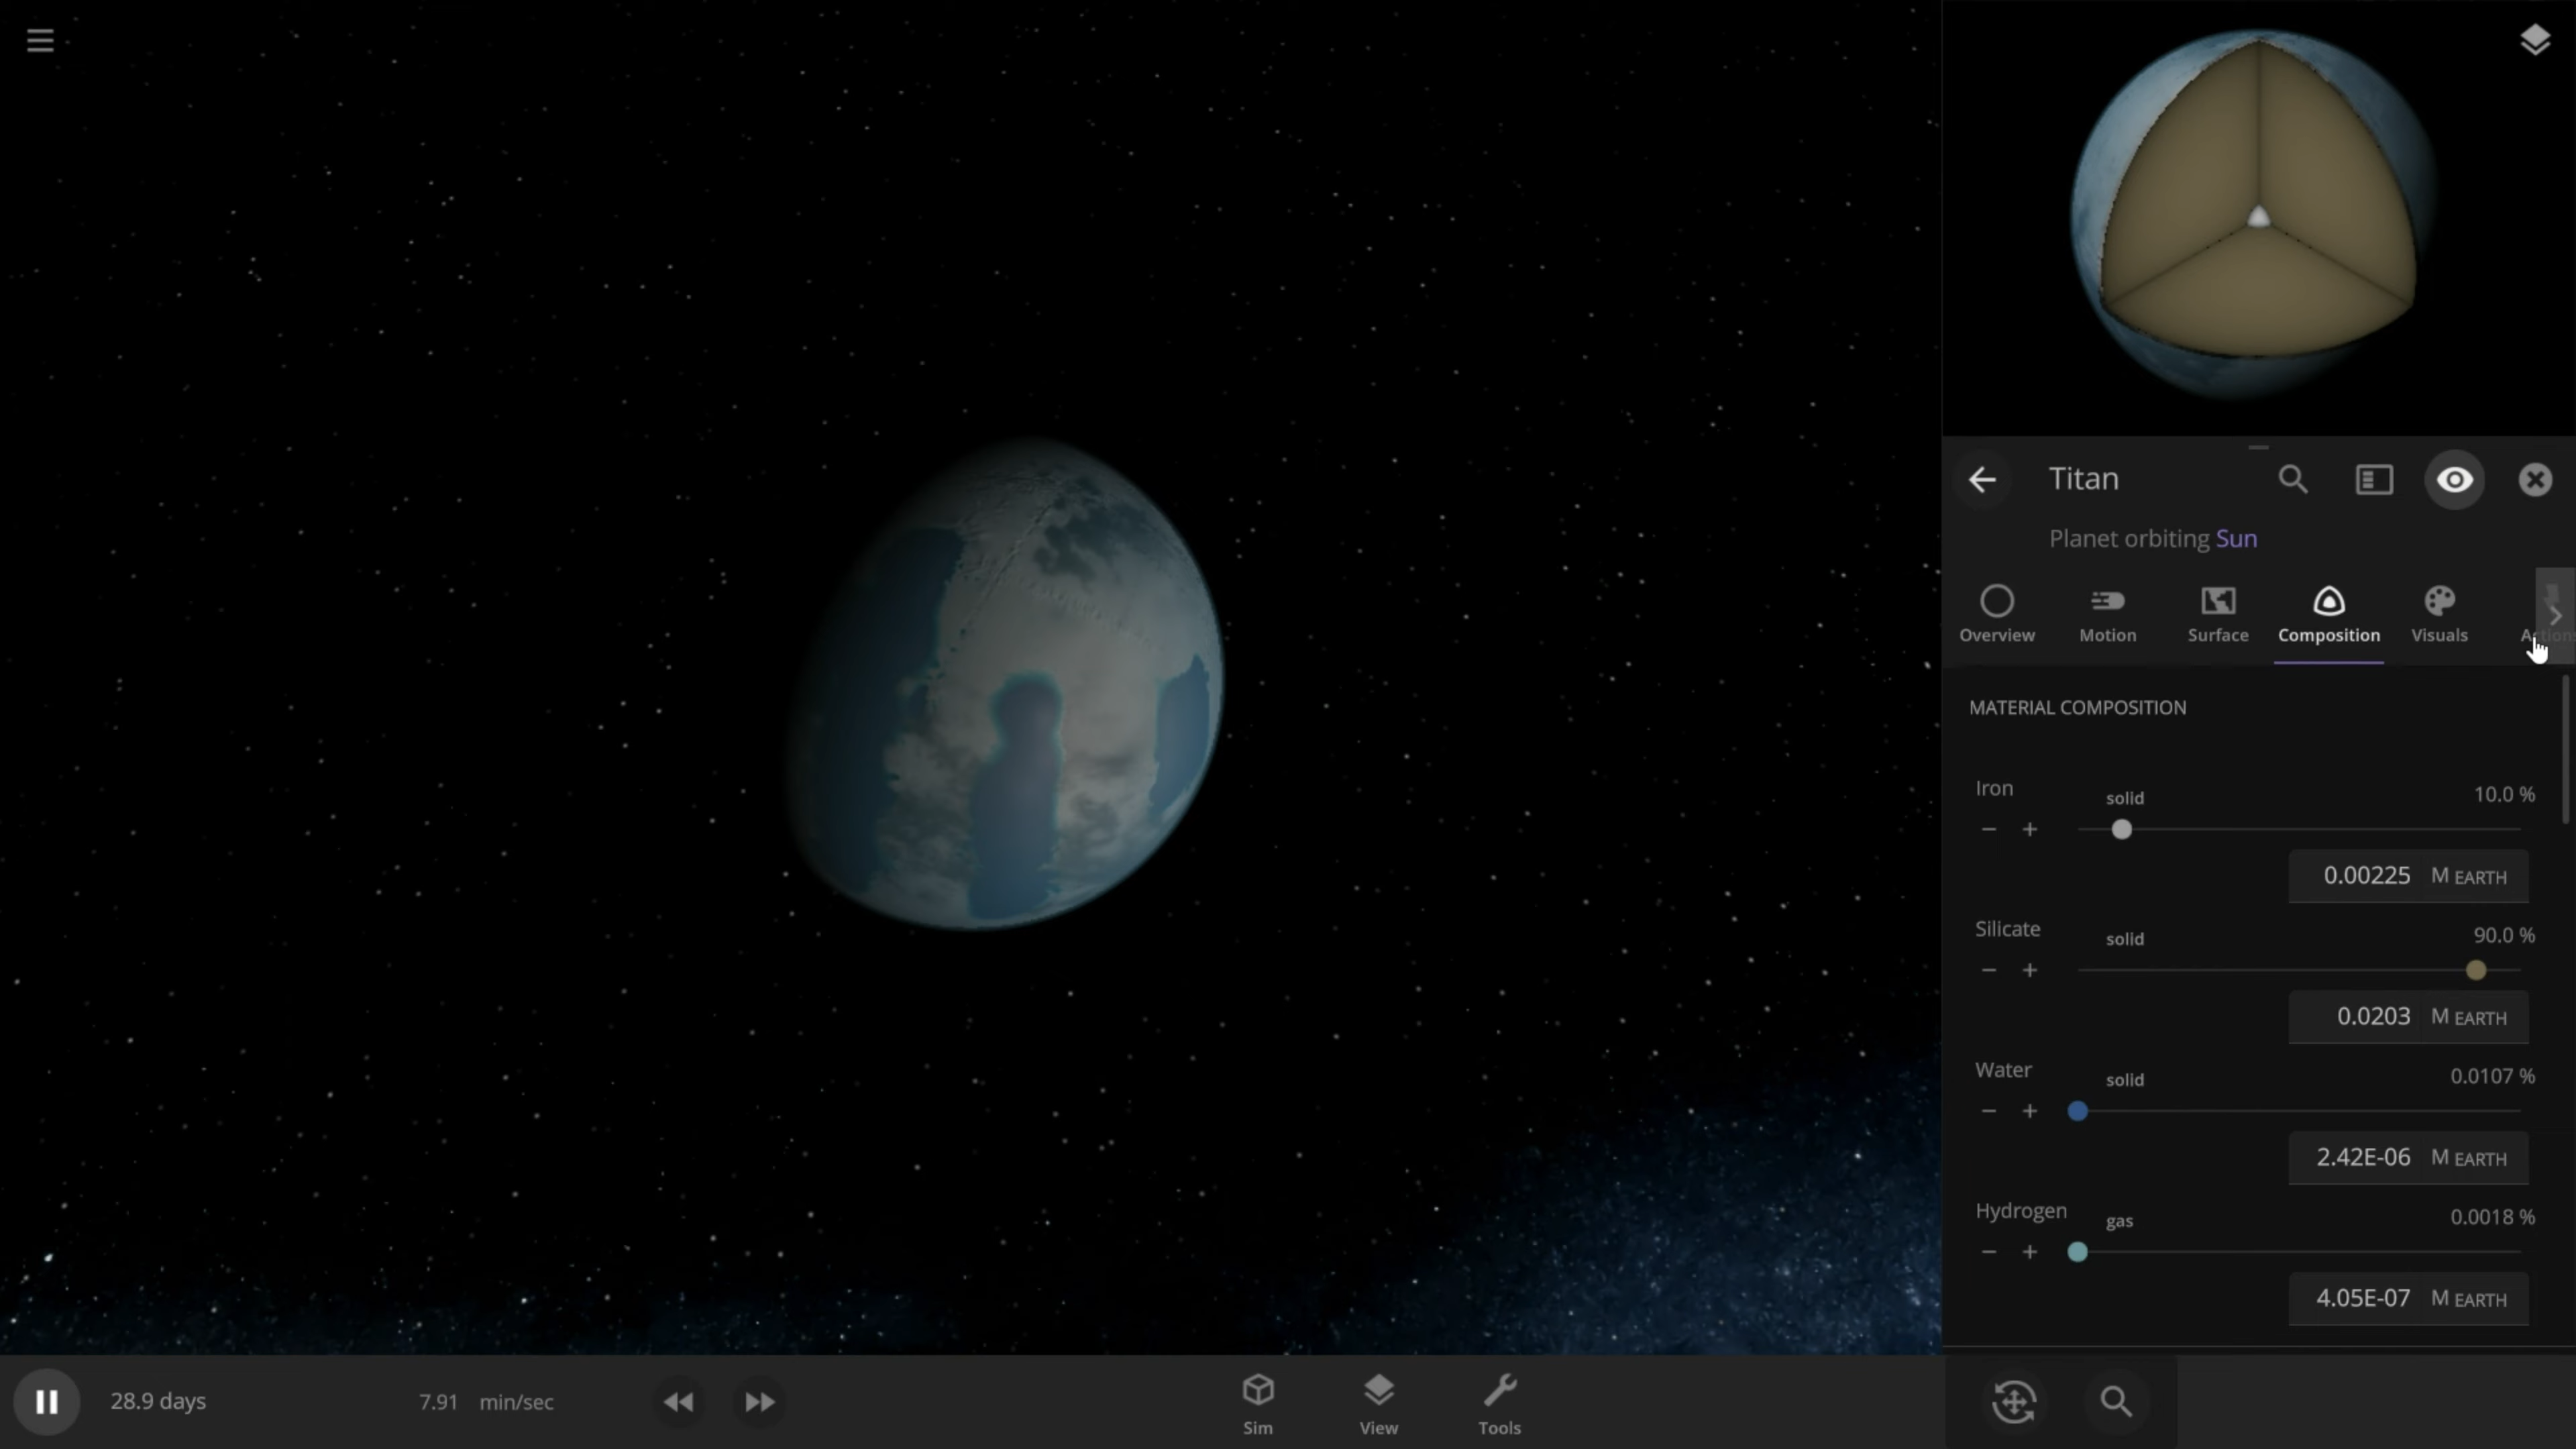 Titan
Planet orbiting Sun
Overview
Motion
Surface
Composition
Visuals
MATERIAL COMPOSITION
Iron
solid
10.0 %
− +
0.00225 M EARTH
Silicate
solid
90.0 %
− +
0.0203 M EARTH
Water
solid
0.0107 %
− +
2.42E-06 M EARTH
Hydrogen
gas
0.0018 %
− +
4.05E-07 M EARTH
28.9 days
7.91 min/sec
Sim
View
Tools